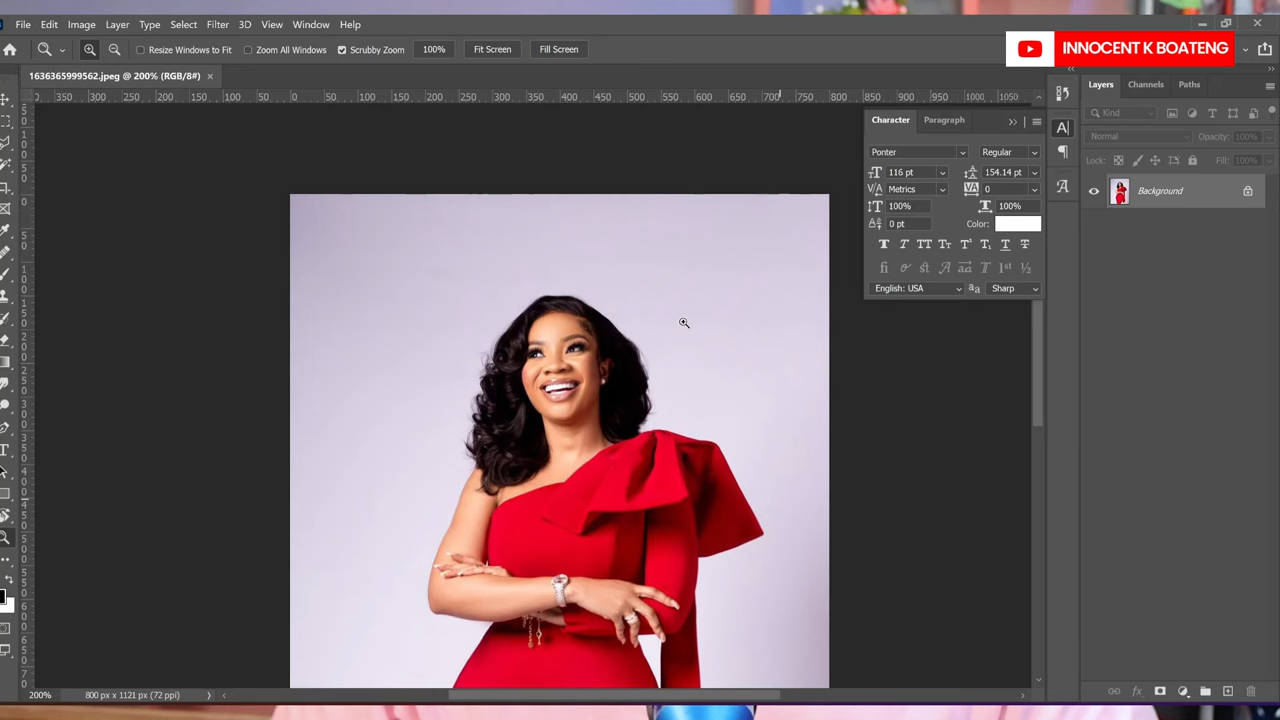 File Edit Image Layer Type Select Filter 3D View Window Help
Resize Windows to Fit Zoom All Windows Scrubby Zoom 100% Fit Screen Fill Screen
INNOCENT K BOATENG
1636365999562.jpeg @ 200% (RGB/8#) ×
350 300 250 200 150 100 50 0 50 100 150 200 250 300 350 400 450 500 550 600 650 700 750 800 850 900 950 1000 1050
Character Paragraph
Ponter Regular
116 pt 154.14 pt
Metrics 0
100% 100%
0 pt Color:
English: USA Sharp
Layers Channels Paths
Kind
Normal Opacity: 100%
Lock: Fill: 100%
Background
200% 800 px x 1121 px (72 ppi)